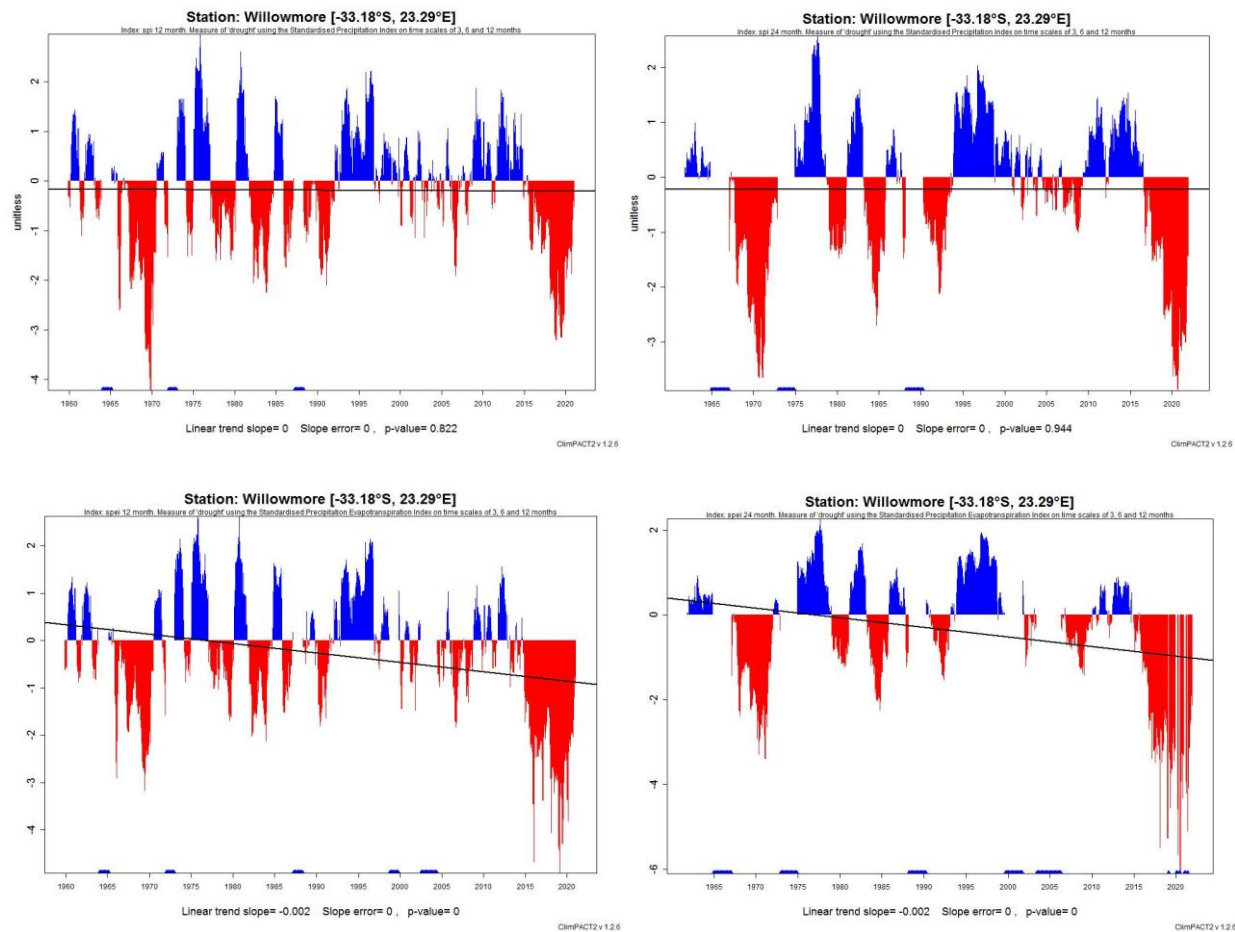 Station: Willowmore [-33.18°S, 23.29°E]
Index: spi 12 month. Measure of 'drought' using the Standardised Precipitation Index on time scales of 3, 6 and 12 months
unitless
2
1
0
-1
-2
-3
-4
1960 1965 1970 1975 1980 1985 1990 1995 2000 2005 2010 2015 2020
Linear trend slope= 0 Slope error= 0 , p-value= 0.822
ClimPACT2 v 1.2.6
Station: Willowmore [-33.18°S, 23.29°E]
Index: spi 24 month. Measure of 'drought' using the Standardised Precipitation Index on time scales of 3, 6 and 12 months
unitless
2
1
0
-1
-2
-3
1965 1970 1975 1980 1985 1990 1995 2000 2005 2010 2015 2020
Linear trend slope= 0 Slope error= 0 , p-value= 0.944
ClimPACT2 v 1.2.6
Station: Willowmore [-33.18°S, 23.29°E]
Index: spei 12 month. Measure of 'drought' using the Standardised Precipitation Evapotranspiration Index on time scales of 3, 6 and 12 months
unitless
2
1
0
-1
-2
-3
-4
1960 1965 1970 1975 1980 1985 1990 1995 2000 2005 2010 2015 2020
Linear trend slope= -0.002 Slope error= 0 , p-value= 0
ClimPACT2 v 1.2.6
Station: Willowmore [-33.18°S, 23.29°E]
Index: spei 24 month. Measure of 'drought' using the Standardised Precipitation Evapotranspiration Index on time scales of 3, 6 and 12 months
unitless
2
0
-2
-4
-6
1965 1970 1975 1980 1985 1990 1995 2000 2005 2010 2015 2020
Linear trend slope= -0.002 Slope error= 0 , p-value= 0
ClimPACT2 v 1.2.6